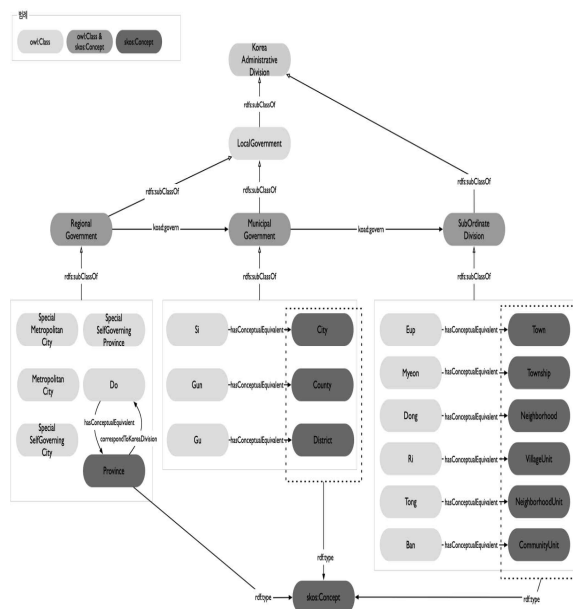 범례
owl:Class
owl:Class &
skos:Concept
skos:Concept
Korea
Administrative
Division
rdfs:subClassOf
LocalGovernment
rdfs:subClassOf
rdfs:subClassOf
rdfs:subClassOf
Regional
Government
koad:govern
Municipal
Government
koad:govern
SubOrdinate
Division
rdfs:subClassOf
rdfs:subClassOf
rdfs:subClassOf
Special
Metropolitan
City
Special
SelfGoverning
Province
Metropolitan
City
Do
hasConceptualEquivalent
correspondToKoreaDivision
Special
SelfGoverning
City
Province
Si
hasConceptualEquivalent
City
Gun
hasConceptualEquivalent
County
Gu
hasConceptualEquivalent
District
Eup
hasConceptualEquivalent
Town
Myeon
hasConceptualEquivalent
Township
Dong
hasConceptualEquivalent
Neighborhood
Ri
hasConceptualEquivalent
VillageUnit
Tong
hasConceptualEquivalent
NeighborhoodUnit
Ban
hasConceptualEquivalent
CommunityUnit
rdf:type
rdf:type
skos:Concept
rdf:type